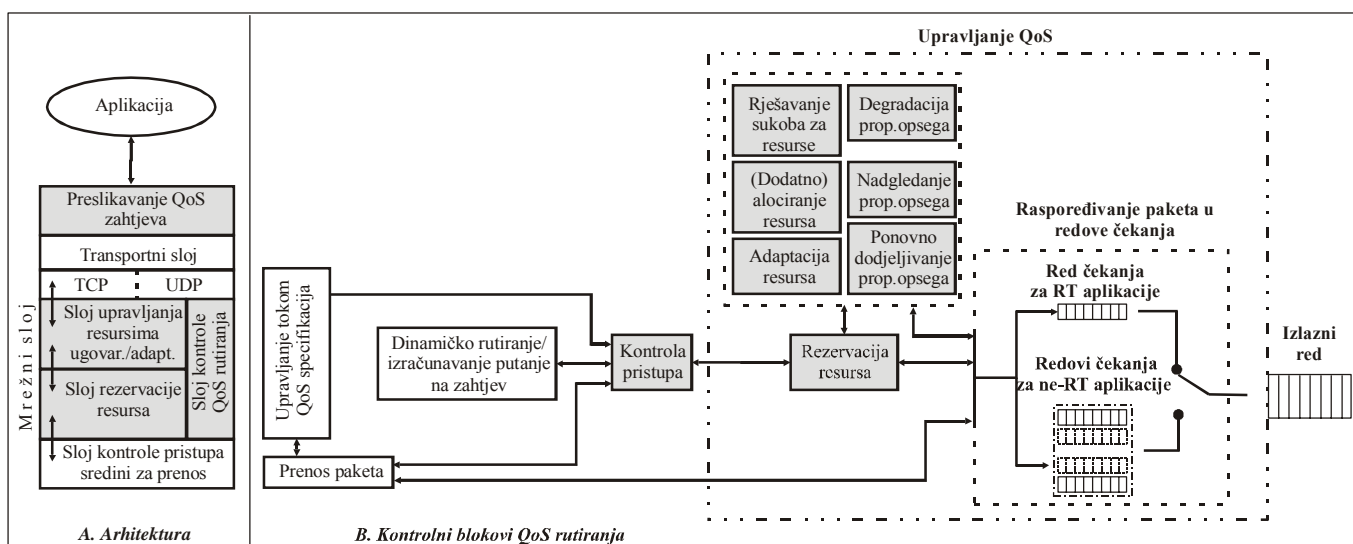 Aplikacija
Preslikavanje QoS
zahtjeva
Transportni sloj
TCP
UDP
Mrežni sloj
Sloj upravljanja
resursima
ugovar./adapt.
Sloj rezervacije
resursa
Sloj kontrole
QoS rutiranja
Sloj kontrole pristupa
sredini za prenos
A. Arhitektura
Upravljanje tokom
QoS specifikacija
Prenos paketa
Dinamičko rutiranje/
izračunavanje putanje
na zahtjev
Kontrola
pristupa
Upravljanje QoS
Rješavanje
sukoba za
resurse
Degradacija
prop.opsega
(Dodatno)
alociranje
resursa
Nadgledanje
prop.opsega
Adaptacija
resursa
Ponovno
dodjeljivanje
prop.opsega
Rezervacija
resursa
Raspoređivanje paketa u
redove čekanja
Red čekanja
za RT aplikacije
Redovi čekanja
za ne-RT aplikacije
Izlazni
red
B. Kontrolni blokovi QoS rutiranja